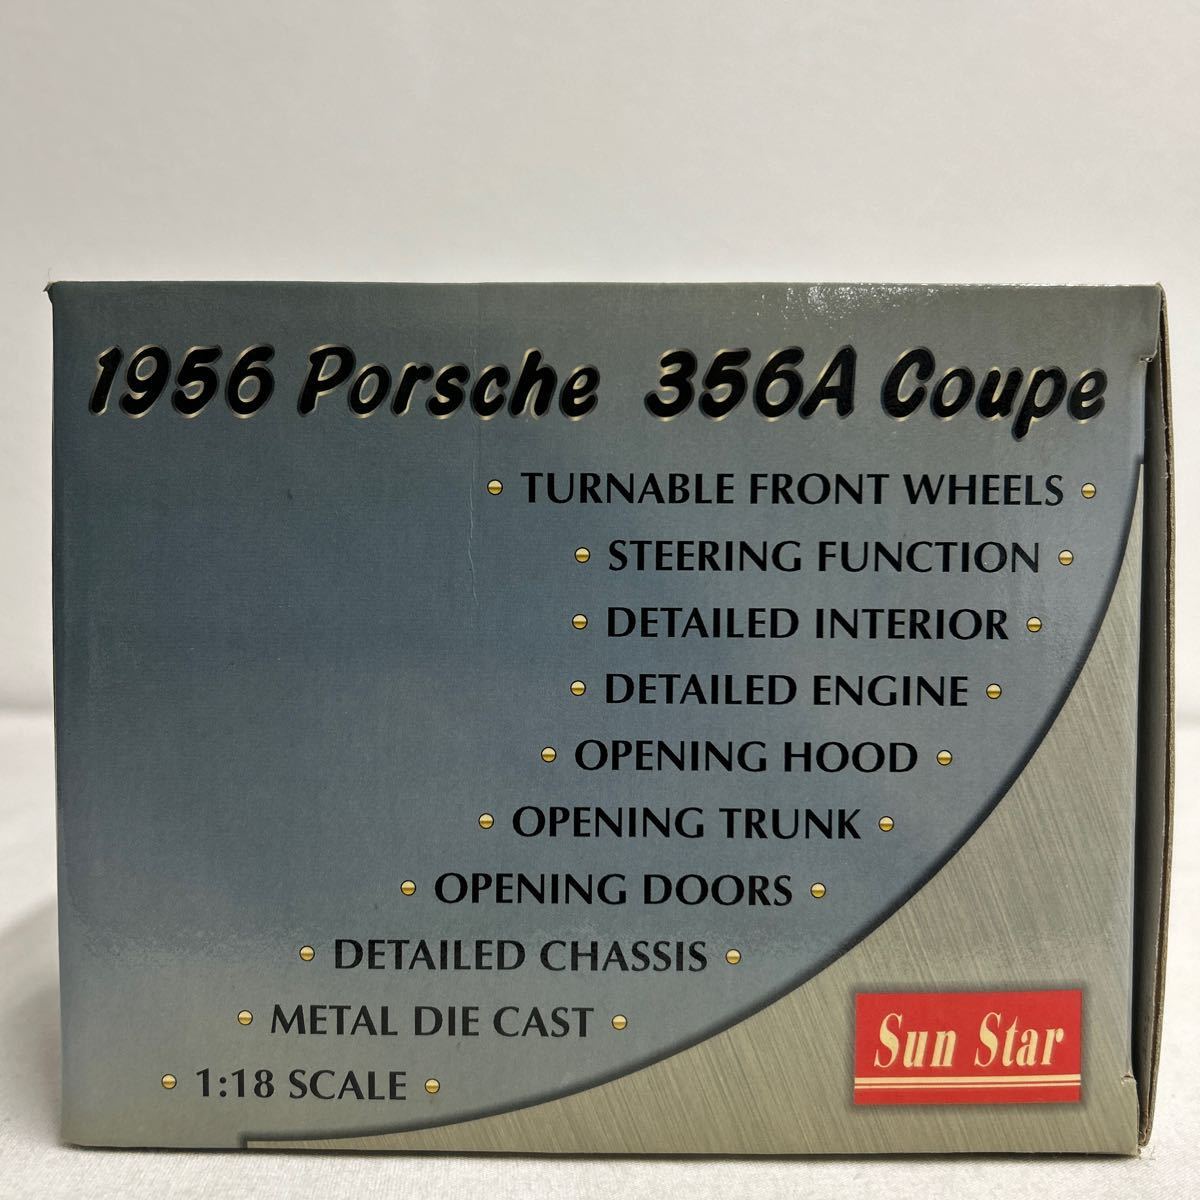 1956 Porsche 356A Coupe
• TURNABLE FRONT WHEELS •
• STEERING FUNCTION •
• DETAILED INTERIOR •
• DETAILED ENGINE •
• OPENING HOOD •
• OPENING TRUNK •
• OPENING DOORS •
• DETAILED CHASSIS •
• METAL DIE CAST •
• 1:18 SCALE •
Sun Star